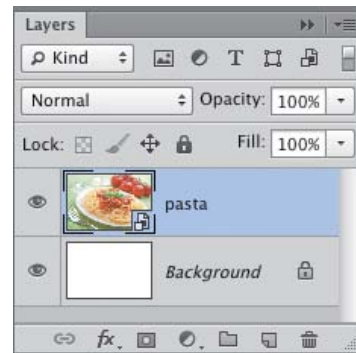 Layers
Kind T
Normal Opacity: 100%
Lock: Fill: 100%
pasta
Background
fx.